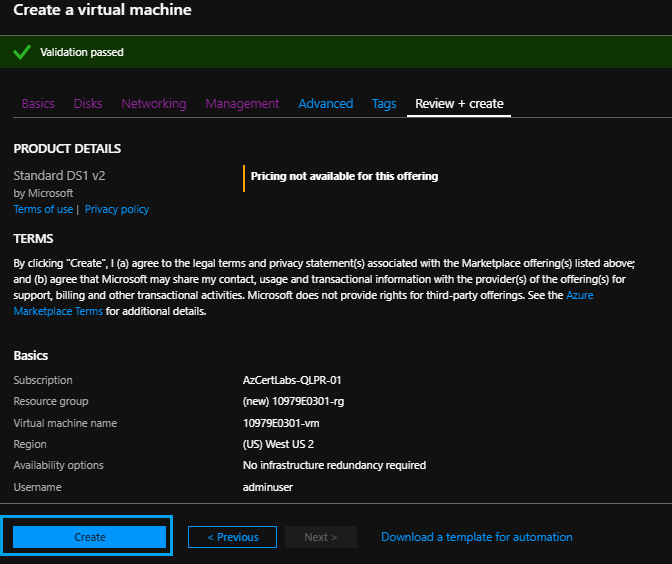 Create a virtual machine
Validation passed
Basics Disks Networking Management Advanced Tags Review + create
PRODUCT DETAILS
Standard DS1 v2
by Microsoft
Terms of use | Privacy policy
Pricing not available for this offering
TERMS
By clicking "Create", I (a) agree to the legal terms and privacy statement(s) associated with the Marketplace offering(s) listed above;
and (b) agree that Microsoft may share my contact, usage and transactional information with the provider(s) of the offering(s) for
support, billing and other transactional activities. Microsoft does not provide rights for third-party offerings. See the Azure
Marketplace Terms for additional details.
Basics
Subscription AzCertLabs-QLPR-01
Resource group (new) 10979E0301-rg
Virtual machine name 10979E0301-vm
Region (US) West US 2
Availability options No infrastructure redundancy required
Username adminuser
Create < Previous Next > Download a template for automation